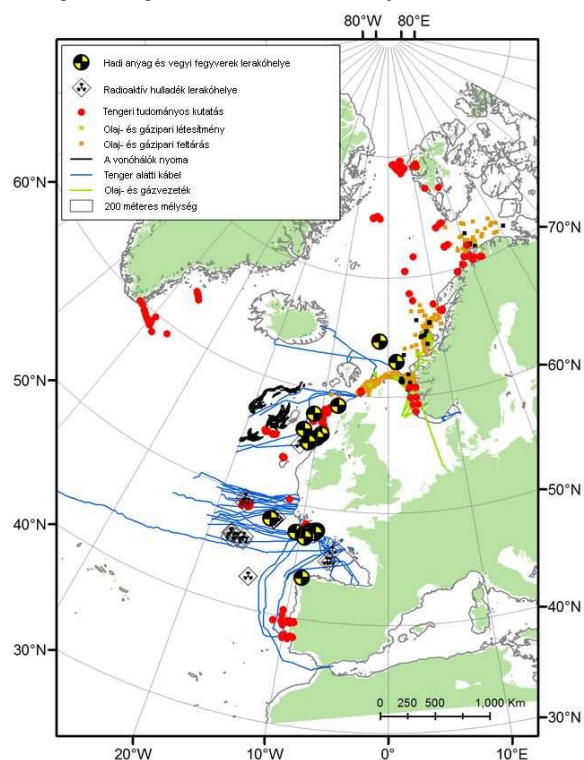 80°W 80°E
Hadi anyag és vegyi fegyverek lerakóhelye
Radioaktív hulladék lerakóhelye
Tengeri tudományos kutatás
Olaj- és gázipari létesítmény
Olaj- és gázipari feltárás
A vonóhálók nyoma
Tenger alatti kábel
Olaj- és gázvezeték
200 méteres mélység
60°N
70°N
50°N
60°N
40°N
50°N
30°N
40°N
0 250 500 1,000 Km
30°N
20°W 10°W 0° 10°E